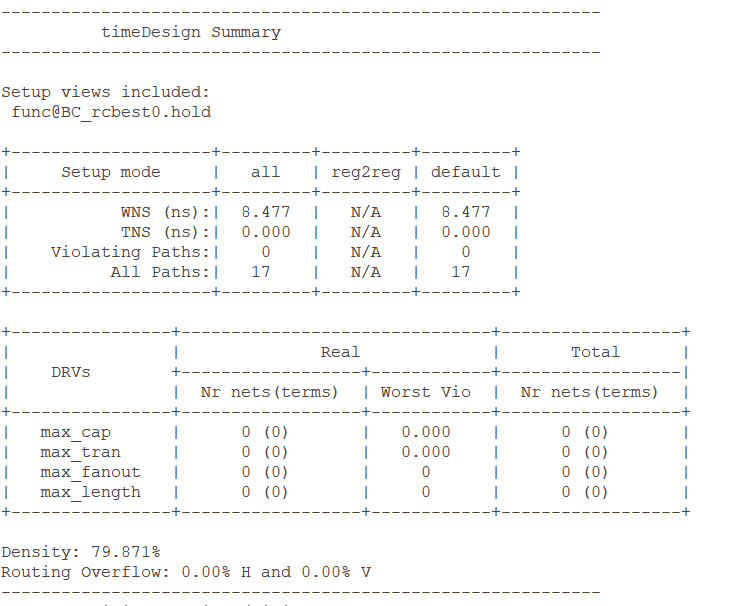 ------------------------------------------------------------
          timeDesign Summary
------------------------------------------------------------
Setup views included:
 func@BC_rcbest0.hold
+--------------------+---------+---------+---------+
|     Setup mode     |   all   | reg2reg | default |
+--------------------+---------+---------+---------+
|           WNS (ns):|  8.477  |   N/A   |  8.477  |
|           TNS (ns):|  0.000  |   N/A   |  0.000  |
|    Violating Paths:|    0    |   N/A   |    0    |
|          All Paths:|   17    |   N/A   |   17    |
+--------------------+---------+---------+---------+
+----------------+-------------------------------+------------------+
|                |              Real             |       Total      |
|    DRVs        +------------------+------------+------------------|
|                |  Nr nets(terms)  | Worst Vio  |  Nr nets(terms)  |
+----------------+------------------+------------+------------------+
|   max_cap      |      0 (0)       |   0.000    |      0 (0)       |
|   max_tran     |      0 (0)       |   0.000    |      0 (0)       |
|   max_fanout   |      0 (0)       |     0      |      0 (0)       |
|   max_length   |      0 (0)       |     0      |      0 (0)       |
+----------------+------------------+------------+------------------+
Density: 79.871%
Routing Overflow: 0.00% H and 0.00% V
------------------------------------------------------------